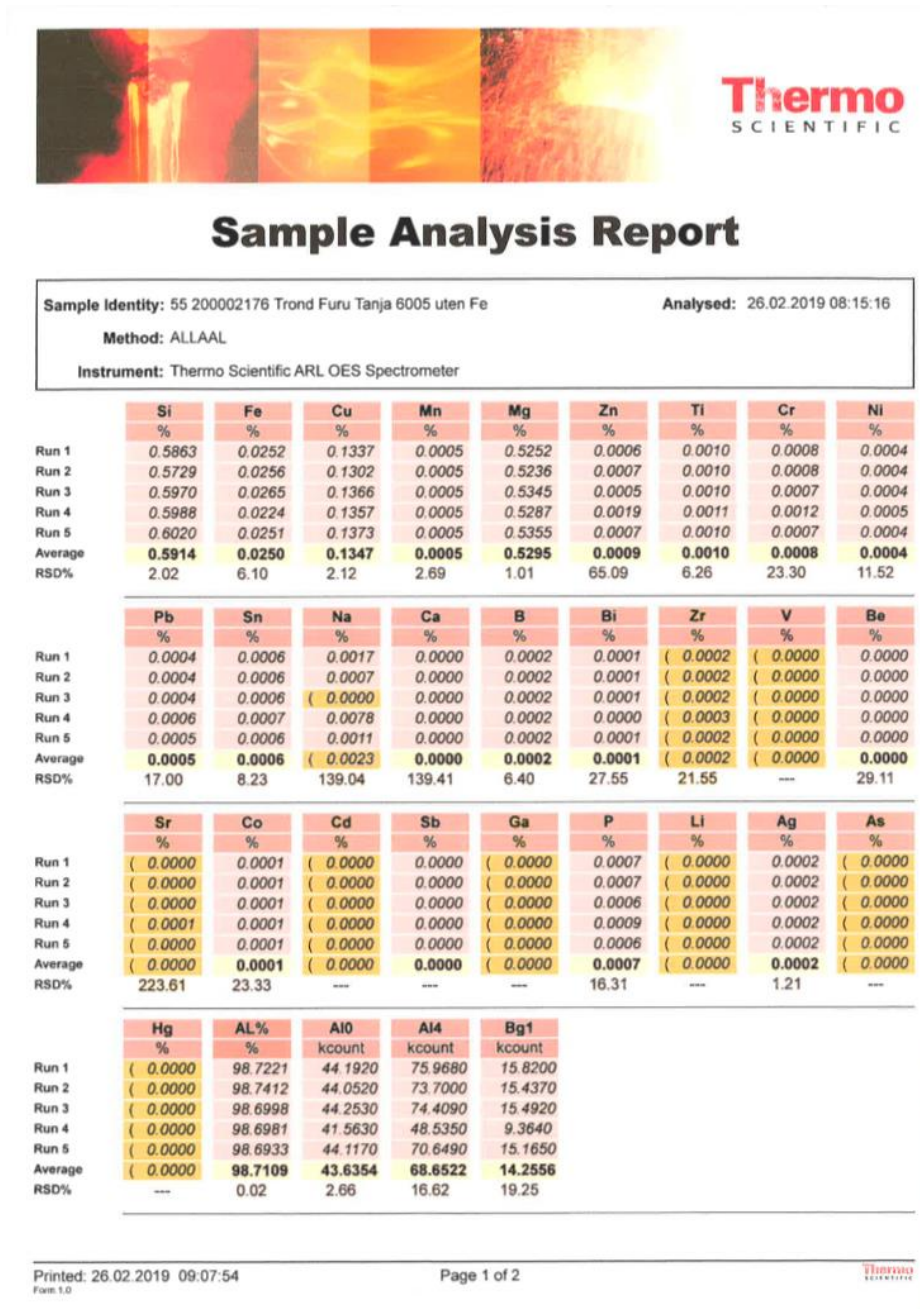 Thermo
SCIENTIFIC
Sample Analysis Report
Sample Identity: 55 200002176 Trond Furu Tanja 6005 uten Fe Analysed: 26.02.2019 08:15:16
Method: ALLAAL
Instrument: Thermo Scientific ARL OES Spectrometer
Si Fe Cu Mn Mg Zn Ti Cr Ni
% % % % % % % % %
Run 1 0.5863 0.0252 0.1337 0.0005 0.5252 0.0006 0.0010 0.0008 0.0004
Run 2 0.5729 0.0256 0.1302 0.0005 0.5236 0.0007 0.0010 0.0008 0.0004
Run 3 0.5970 0.0265 0.1366 0.0005 0.5345 0.0005 0.0010 0.0007 0.0004
Run 4 0.5988 0.0224 0.1357 0.0005 0.5287 0.0019 0.0011 0.0012 0.0005
Run 5 0.6020 0.0251 0.1373 0.0005 0.5355 0.0007 0.0010 0.0007 0.0004
Average 0.5914 0.0250 0.1347 0.0005 0.5295 0.0009 0.0010 0.0008 0.0004
RSD% 2.02 6.10 2.12 2.69 1.01 65.09 6.26 23.30 11.52
Pb Sn Na Ca B Bi Zr V Be
% % % % % % % % %
Run 1 0.0004 0.0006 0.0017 0.0000 0.0002 0.0001 ( 0.0002 ( 0.0000 0.0000
Run 2 0.0004 0.0006 0.0007 0.0000 0.0002 0.0001 ( 0.0002 ( 0.0000 0.0000
Run 3 0.0004 0.0006 ( 0.0000 0.0000 0.0002 0.0001 ( 0.0002 ( 0.0000 0.0000
Run 4 0.0006 0.0007 0.0078 0.0000 0.0002 0.0000 ( 0.0003 ( 0.0000 0.0000
Run 5 0.0005 0.0006 0.0011 0.0000 0.0002 0.0001 ( 0.0002 ( 0.0000 0.0000
Average 0.0005 0.0006 ( 0.0023 0.0000 0.0002 0.0001 ( 0.0002 ( 0.0000 0.0000
RSD% 17.00 8.23 139.04 139.41 6.40 27.55 21.55 --- 29.11
Sr Co Cd Sb Ga P Li Ag As
% % % % % % % % %
Run 1 ( 0.0000 0.0001 ( 0.0000 0.0000 ( 0.0000 0.0007 ( 0.0000 0.0002 ( 0.0000
Run 2 ( 0.0000 0.0001 ( 0.0000 0.0000 ( 0.0000 0.0007 ( 0.0000 0.0002 ( 0.0000
Run 3 ( 0.0000 0.0001 ( 0.0000 0.0000 ( 0.0000 0.0006 ( 0.0000 0.0002 ( 0.0000
Run 4 ( 0.0001 0.0001 ( 0.0000 0.0000 ( 0.0000 0.0009 ( 0.0000 0.0002 ( 0.0000
Run 5 ( 0.0000 0.0001 ( 0.0000 0.0000 ( 0.0000 0.0006 ( 0.0000 0.0002 ( 0.0000
Average ( 0.0000 0.0001 ( 0.0000 0.0000 ( 0.0000 0.0007 ( 0.0000 0.0002 ( 0.0000
RSD% 223.61 23.33 --- --- --- 16.31 --- 1.21 ---
Hg AL% Al0 Al4 Bg1
% % kcount kcount kcount
Run 1 ( 0.0000 98.7221 44.1920 75.9680 15.8200
Run 2 ( 0.0000 98.7412 44.0520 73.7000 15.4370
Run 3 ( 0.0000 98.6998 44.2530 74.4090 15.4920
Run 4 ( 0.0000 98.6981 41.5630 48.5350 9.3640
Run 5 ( 0.0000 98.6933 44.1170 70.6490 15.1650
Average ( 0.0000 98.7109 43.6354 68.6522 14.2556
RSD% --- 0.02 2.66 16.62 19.25
Printed: 26.02.2019 09:07:54 Page 1 of 2 Thermo
Form 1.0 SCIENTIFIC